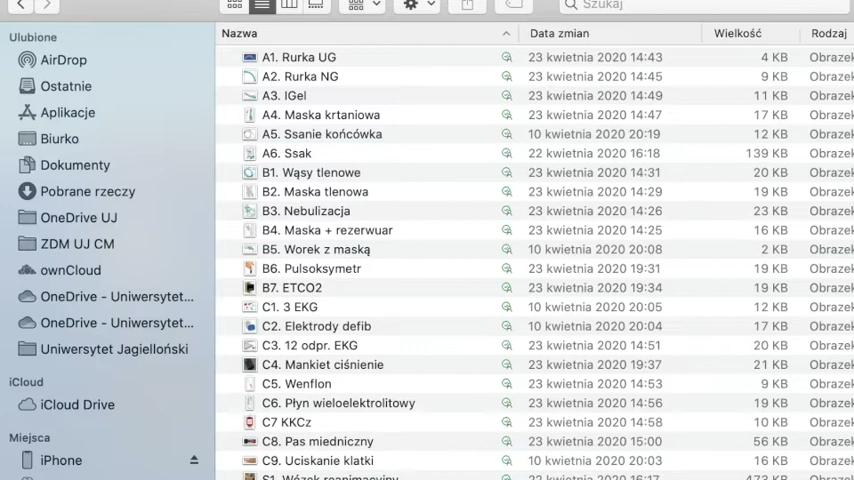 Szukaj
Ulubione
AirDrop
Ostatnie
Aplikacje
Biurko
Dokumenty
Pobrane rzeczy
OneDrive UJ
ZDM UJ CM
ownCloud
OneDrive - Uniwersytet...
OneDrive - Uniwersytet...
Uniwersytet Jagielloński
iCloud
iCloud Drive
Miejsca
iPhone
Nazwa Data zmian Wielkość Rodzaj
A1. Rurka UG 23 kwietnia 2020 14:43 4 KB Obrazek
A2. Rurka NG 23 kwietnia 2020 14:45 9 KB Obrazek
A3. IGel 23 kwietnia 2020 14:49 11 KB Obrazek
A4. Maska krtaniowa 23 kwietnia 2020 14:47 17 KB Obrazek
A5. Ssanie końcówka 10 kwietnia 2020 20:19 12 KB Obrazek
A6. Ssak 22 kwietnia 2020 16:18 139 KB Obrazek
B1. Wąsy tlenowe 23 kwietnia 2020 14:31 20 KB Obrazek
B2. Maska tlenowa 23 kwietnia 2020 14:29 19 KB Obrazek
B3. Nebulizacja 23 kwietnia 2020 14:26 23 KB Obrazek
B4. Maska + rezerwuar 23 kwietnia 2020 14:25 16 KB Obrazek
B5. Worek z maską 10 kwietnia 2020 20:08 2 KB Obrazek
B6. Pulsoksymetr 23 kwietnia 2020 19:31 19 KB Obrazek
B7. ETCO2 23 kwietnia 2020 19:34 19 KB Obrazek
C1. 3 EKG 10 kwietnia 2020 20:05 12 KB Obrazek
C2. Elektrody defib 10 kwietnia 2020 20:04 17 KB Obrazek
C3. 12 odpr. EKG 23 kwietnia 2020 14:51 20 KB Obrazek
C4. Mankiet ciśnienie 23 kwietnia 2020 19:37 21 KB Obrazek
C5. Wenflon 23 kwietnia 2020 14:53 9 KB Obrazek
C6. Płyn wieloelektrolitowy 23 kwietnia 2020 14:56 19 KB Obrazek
C7 KKCz 23 kwietnia 2020 14:58 10 KB Obrazek
C8. Pas miedniczny 23 kwietnia 2020 15:00 56 KB Obrazek
C9. Uciskanie klatki 10 kwietnia 2020 20:03 16 KB Obrazek
S1. Wózek reanimacyjny 22 kwietnia 2020 16:17 473 KB Obrazek